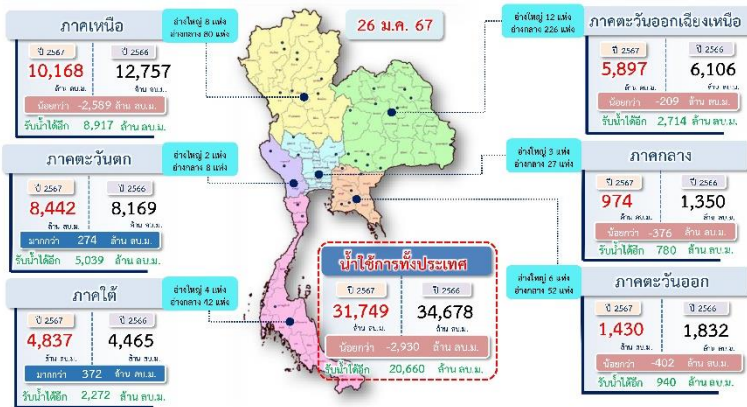 26 ม.ค. 67
ภาคเหนือ
อ่างใหญ่ 8 แห่ง
อ่างกลาง 80 แห่ง
ปี 2567 ปี 2566
10,168 12,757
ล้าน ลบ.ม. ล้าน ลบ.ม.
น้อยกว่า -2,589 ล้าน ลบ.ม.
รับน้ำได้อีก 8,917 ล้าน ลบ.ม.
อ่างใหญ่ 12 แห่ง
อ่างกลาง 226 แห่ง
ภาคตะวันออกเฉียงเหนือ
ปี 2567 ปี 2566
5,897 6,106
ล้าน ลบ.ม. ล้าน ลบ.ม.
น้อยกว่า -209 ล้าน ลบ.ม.
รับน้ำได้อีก 2,714 ล้าน ลบ.ม.
ภาคตะวันตก
อ่างใหญ่ 2 แห่ง
อ่างกลาง 8 แห่ง
ปี 2567 ปี 2566
8,442 8,169
ล้าน ลบ.ม. ล้าน ลบ.ม.
มากกว่า 274 ล้าน ลบ.ม.
รับน้ำได้อีก 5,039 ล้าน ลบ.ม.
อ่างใหญ่ 3 แห่ง
อ่างกลาง 27 แห่ง
ภาคกลาง
ปี 2567 ปี 2566
974 1,350
ล้าน ลบ.ม. ล้าน ลบ.ม.
น้อยกว่า -376 ล้าน ลบ.ม.
รับน้ำได้อีก 780 ล้าน ลบ.ม.
ภาคใต้
อ่างใหญ่ 4 แห่ง
อ่างกลาง 42 แห่ง
ปี 2567 ปี 2566
4,837 4,465
ล้าน ลบ.ม. ล้าน ลบ.ม.
มากกว่า 372 ล้าน ลบ.ม.
รับน้ำได้อีก 2,272 ล้าน ลบ.ม.
น้ำใช้การทั้งประเทศ
ปี 2567 ปี 2566
31,749 34,678
ล้าน ลบ.ม. ล้าน ลบ.ม.
น้อยกว่า -2,930 ล้าน ลบ.ม.
รับน้ำได้อีก 20,660 ล้าน ลบ.ม.
อ่างใหญ่ 6 แห่ง
อ่างกลาง 52 แห่ง
ภาคตะวันออก
ปี 2567 ปี 2566
1,430 1,832
ล้าน ลบ.ม. ล้าน ลบ.ม.
น้อยกว่า -402 ล้าน ลบ.ม.
รับน้ำได้อีก 940 ล้าน ลบ.ม.